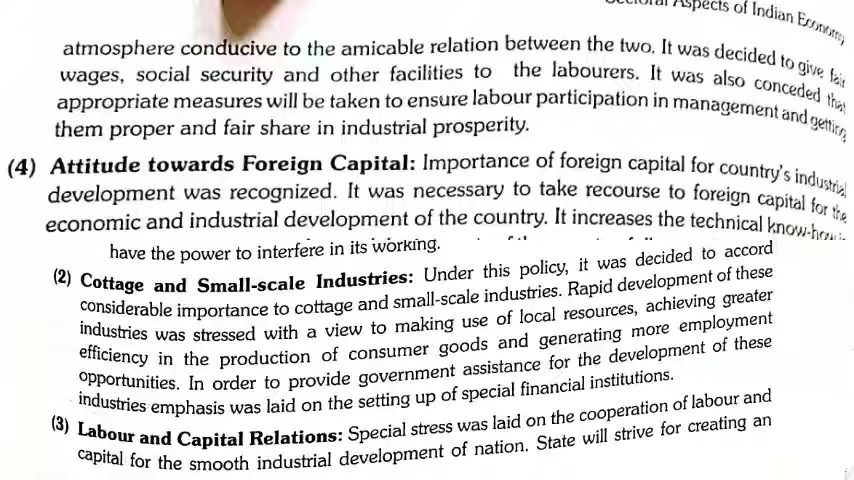 Aspects of Indian Economy
atmosphere conducive to the amicable relation between the two. It was decided to give fair
wages, social security and other facilities to the labourers. It was also conceded that
appropriate measures will be taken to ensure labour participation in management and getting
them proper and fair share in industrial prosperity.
(4) Attitude towards Foreign Capital: Importance of foreign capital for country's industrial
development was recognized. It was necessary to take recourse to foreign capital for the
economic and industrial development of the country. It increases the technical
have the power to interfere in its working.
(2) Cottage and Small-scale Industries: Under this policy, it was decided to accord
considerable importance to cottage and small-scale industries. Rapid development of these
industries was stressed with a view to making use of local resources, achieving greater
efficiency in the production of consumer goods and generating more employment
opportunities. In order to provide government assistance for the development of these
industries emphasis was laid on the setting up of special financial institutions.
(3) Labour and Capital Relations: Special stress was laid on the cooperation of labour and
capital for the smooth industrial development of nation. State will strive for creating an